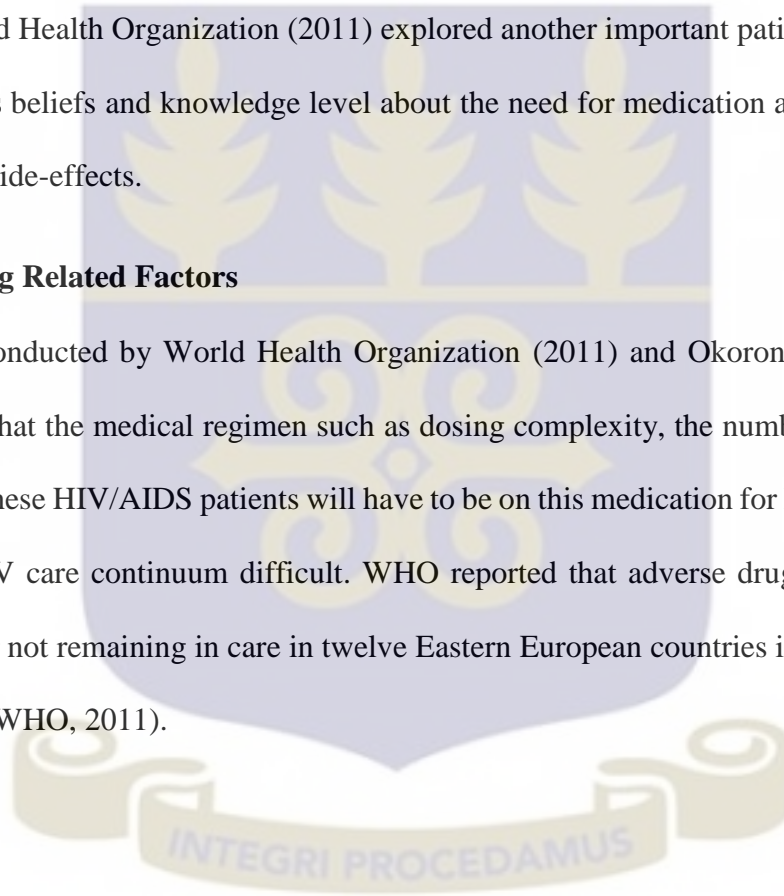 d Health Organization (2011) explored another important pati
s beliefs and knowledge level about the need for medication a
ide-effects.
g Related Factors
onducted by World Health Organization (2011) and Okoron
hat the medical regimen such as dosing complexity, the numb
hese HIV/AIDS patients will have to be on this medication for
V care continuum difficult. WHO reported that adverse drug
not remaining in care in twelve Eastern European countries i
WHO, 2011).
INTEGRI PROCEDAMUS